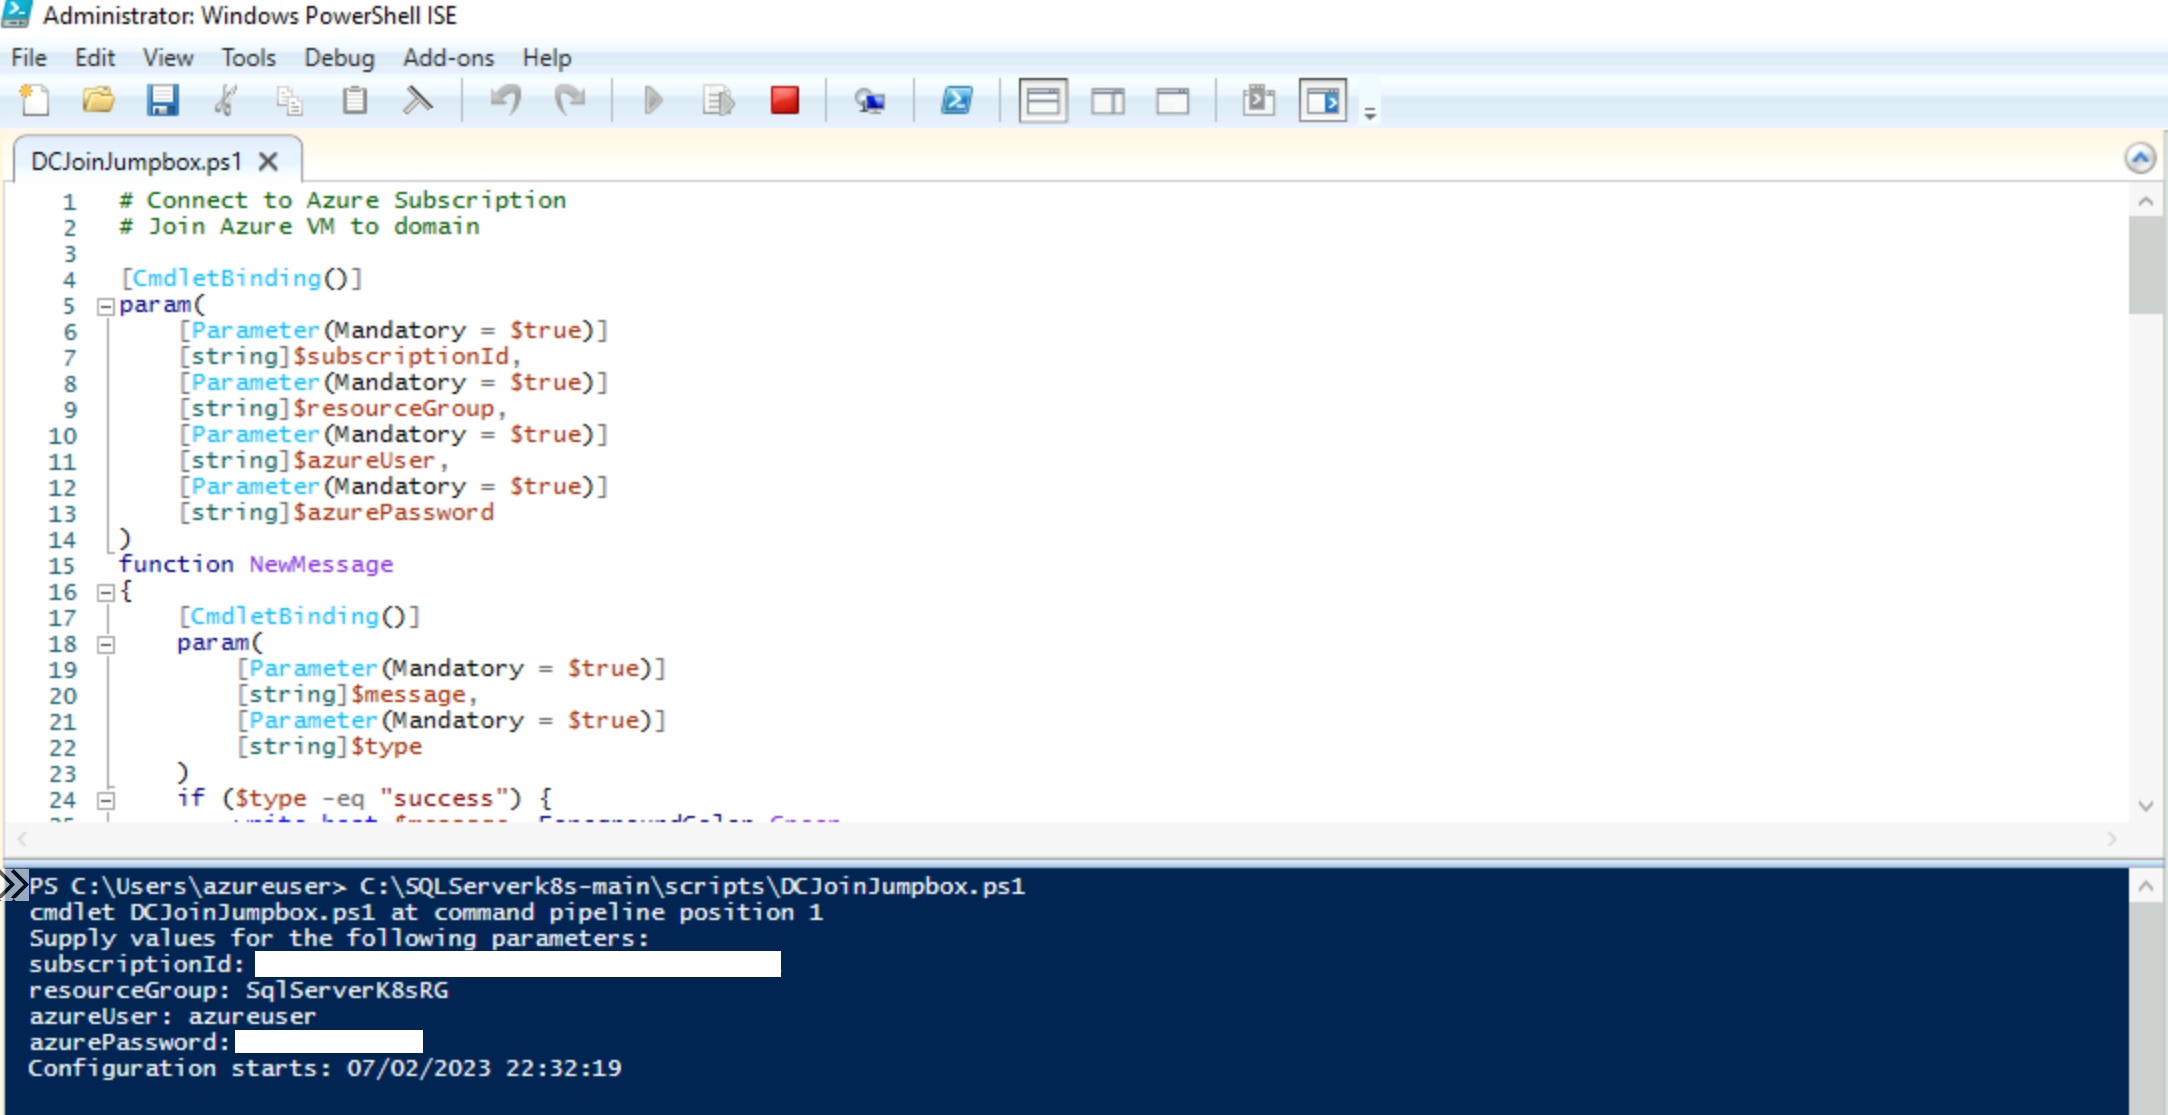 Administrator: Windows PowerShell ISE
File Edit View Tools Debug Add-ons Help
DCJoinJumpbox.ps1
1 # Connect to Azure Subscription
2 # Join Azure VM to domain
3
4 [CmdletBinding()]
5 param(
6 [Parameter(Mandatory = $true)]
7 [string]$subscriptionId,
8 [Parameter(Mandatory = $true)]
9 [string]$resourceGroup,
10 [Parameter(Mandatory = $true)]
11 [string]$azureUser,
12 [Parameter(Mandatory = $true)]
13 [string]$azurePassword
14 )
15 function NewMessage
16 {
17 [CmdletBinding()]
18 param(
19 [Parameter(Mandatory = $true)]
20 [string]$message,
21 [Parameter(Mandatory = $true)]
22 [string]$type
23 )
24 if ($type -eq "success") {
PS C:\Users\azureuser> C:\SQLServerk8s-main\scripts\DCJoinJumpbox.ps1
cmdlet DCJoinJumpbox.ps1 at command pipeline position 1
Supply values for the following parameters:
subscriptionId:
resourceGroup: SqlServerK8sRG
azureUser: azureuser
azurePassword:
Configuration starts: 07/02/2023 22:32:19